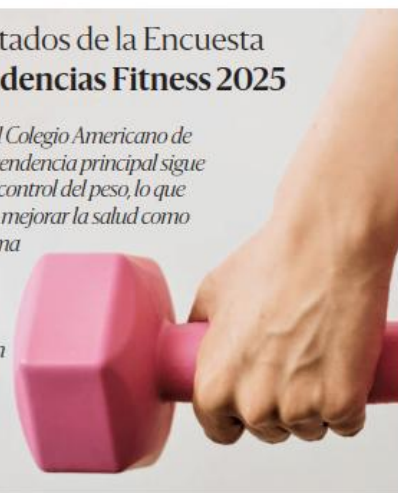 tados de la Encuesta
dencias Fitness 2025
l Colegio Americano de
endencia principal sigue
control del peso, lo que
mejorar la salud como
ma
n